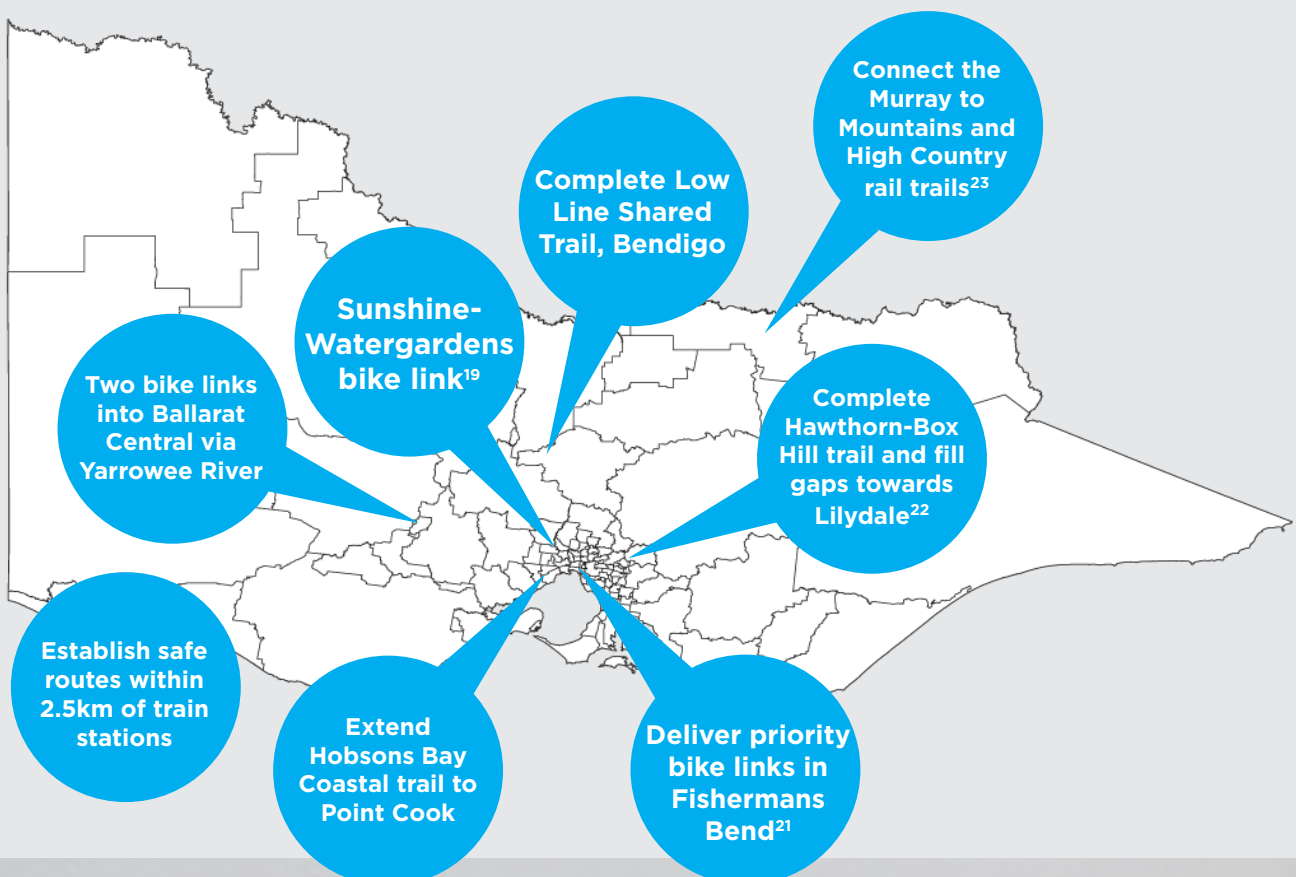 Connect the
Murray to
Mountains and
High Country
rail trails²³
Complete Low
Line Shared
Trail, Bendigo
Sunshine-
Watergardens
bike link¹⁹
Two bike links
into Ballarat
Central via
Yarrowee River
Complete
Hawthorn-Box
Hill trail and fill
gaps towards
Lilydale²²
Establish safe
routes within
2.5km of train
stations
Extend
Hobsons Bay
Coastal trail to
Point Cook
Deliver priority
bike links in
Fishermans
Bend²¹